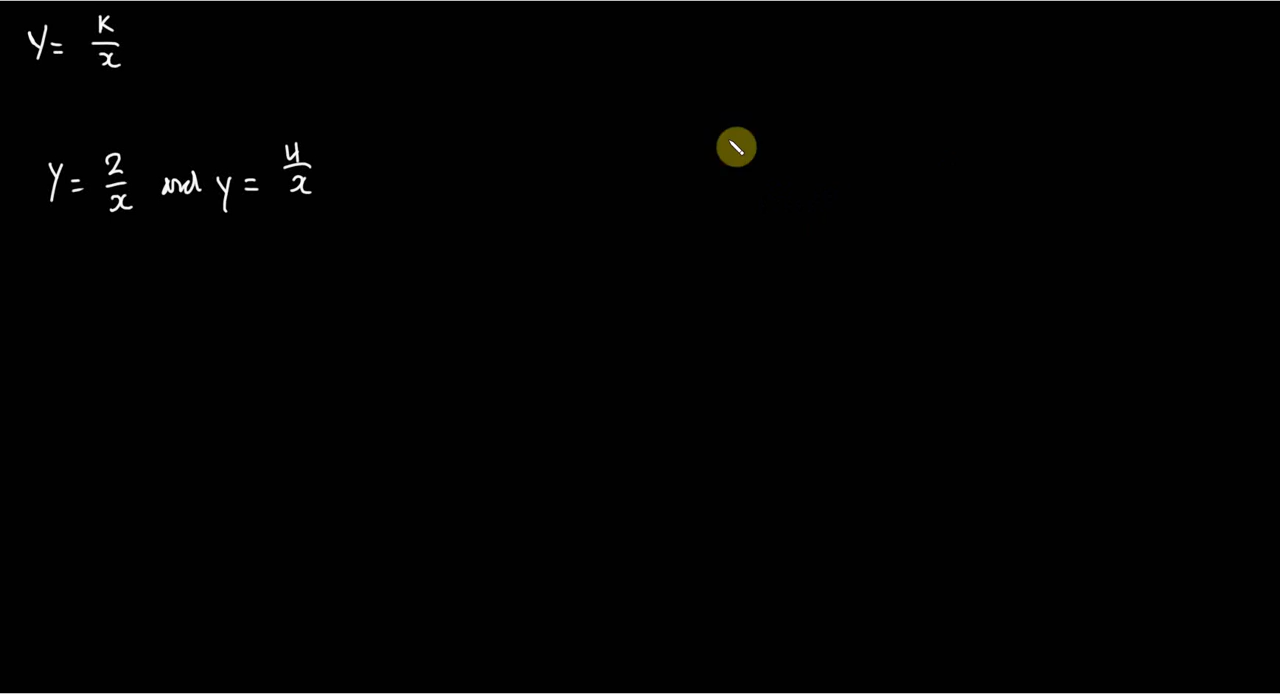 y = k/x
y = 2/x and y = 4/x